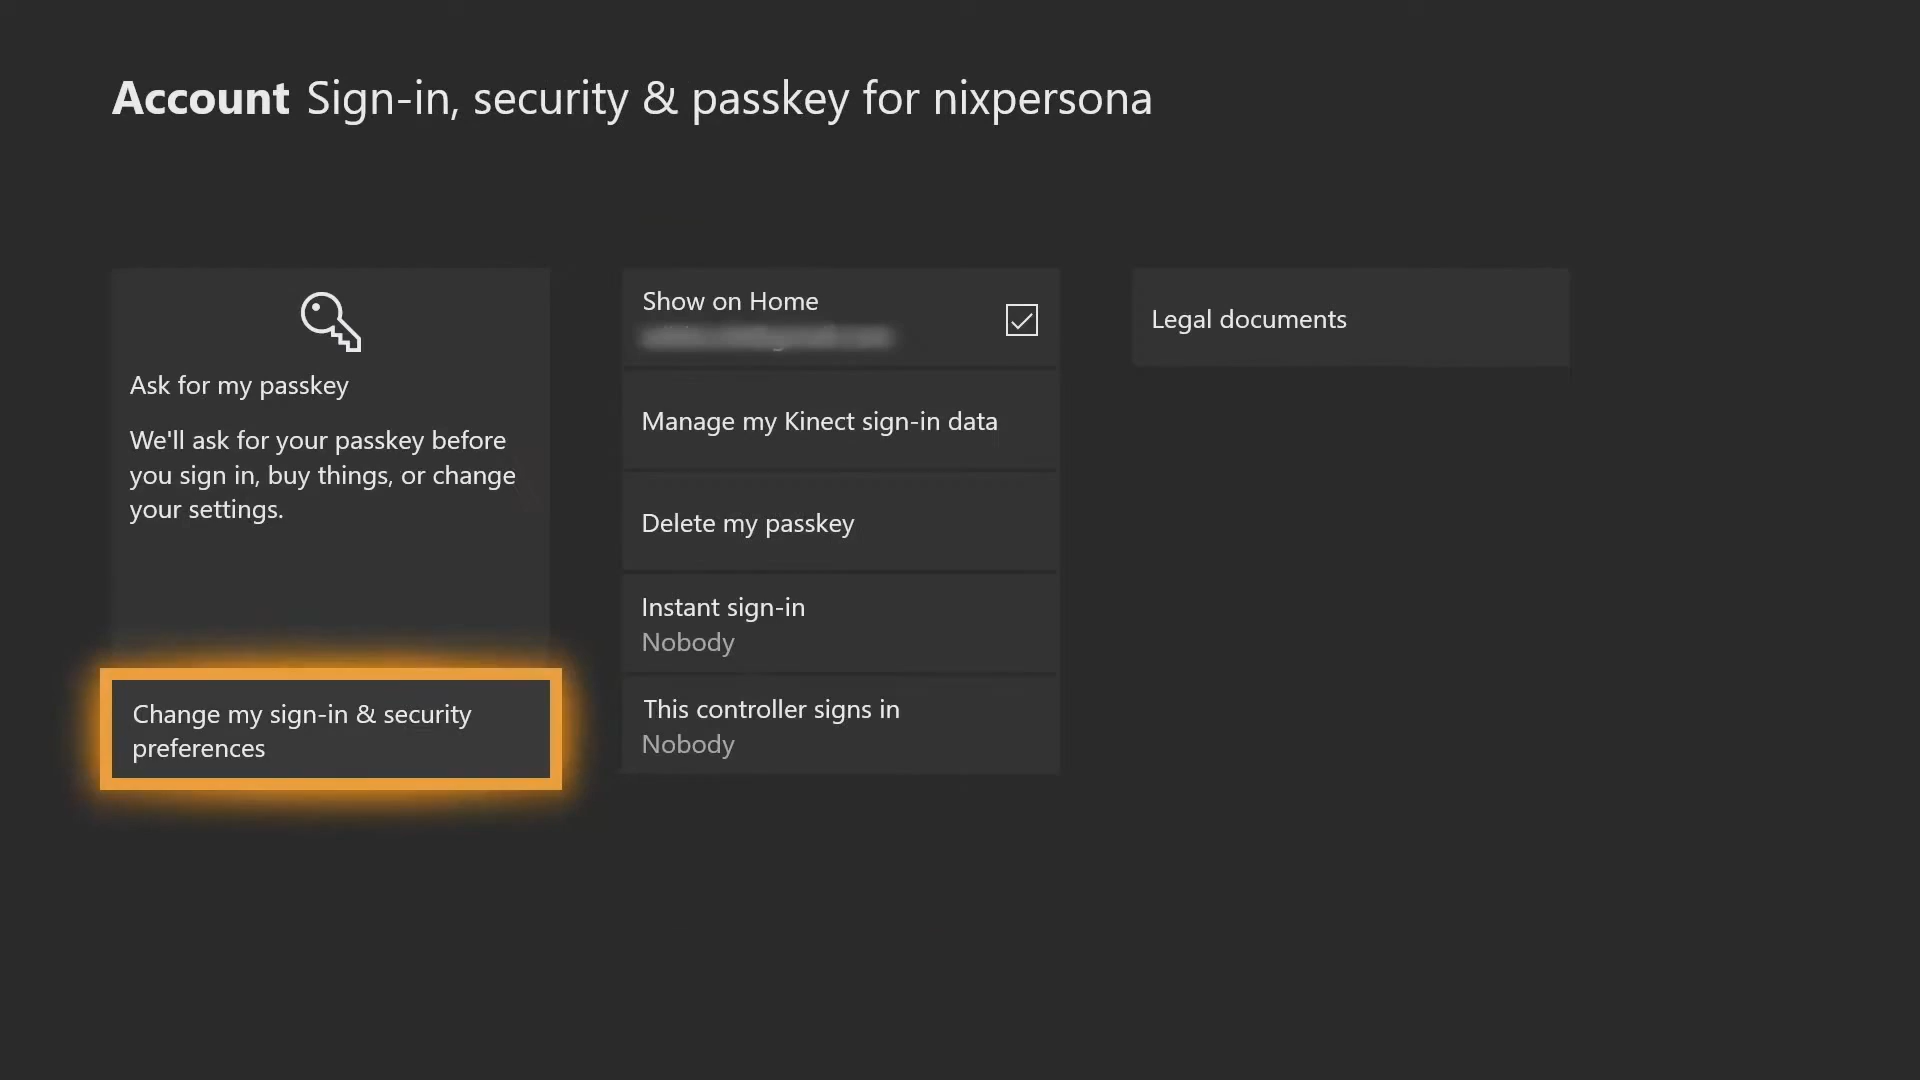 Account Sign-in, security & passkey for nixpersona
Ask for my passkey
We'll ask for your passkey before
you sign in, buy things, or change
your settings.
Change my sign-in & security
preferences
Show on Home
Manage my Kinect sign-in data
Delete my passkey
Instant sign-in
Nobody
This controller signs in
Nobody
Legal documents